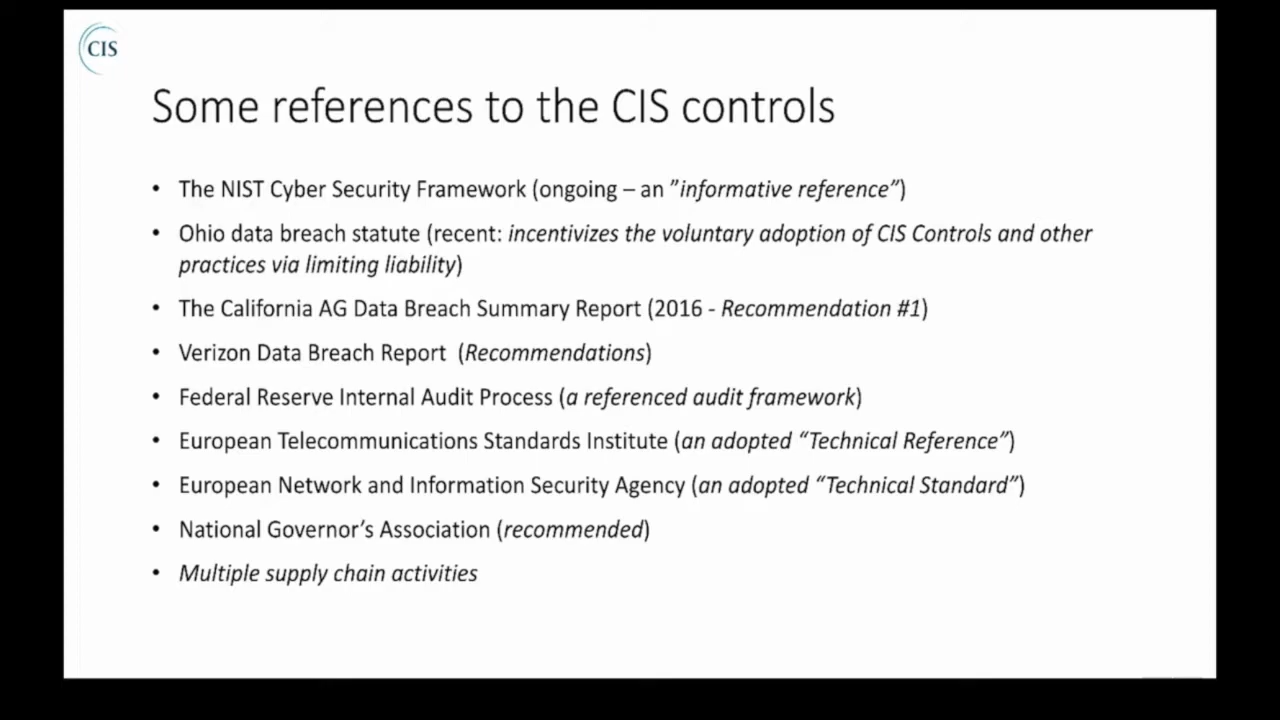 CIS
Some references to the CIS controls
• The NIST Cyber Security Framework (ongoing – an ”informative reference”)
• Ohio data breach statute (recent: incentivizes the voluntary adoption of CIS Controls and other
practices via limiting liability)
• The California AG Data Breach Summary Report (2016 - Recommendation #1)
• Verizon Data Breach Report (Recommendations)
• Federal Reserve Internal Audit Process (a referenced audit framework)
• European Telecommunications Standards Institute (an adopted “Technical Reference”)
• European Network and Information Security Agency (an adopted “Technical Standard”)
• National Governor’s Association (recommended)
• Multiple supply chain activities